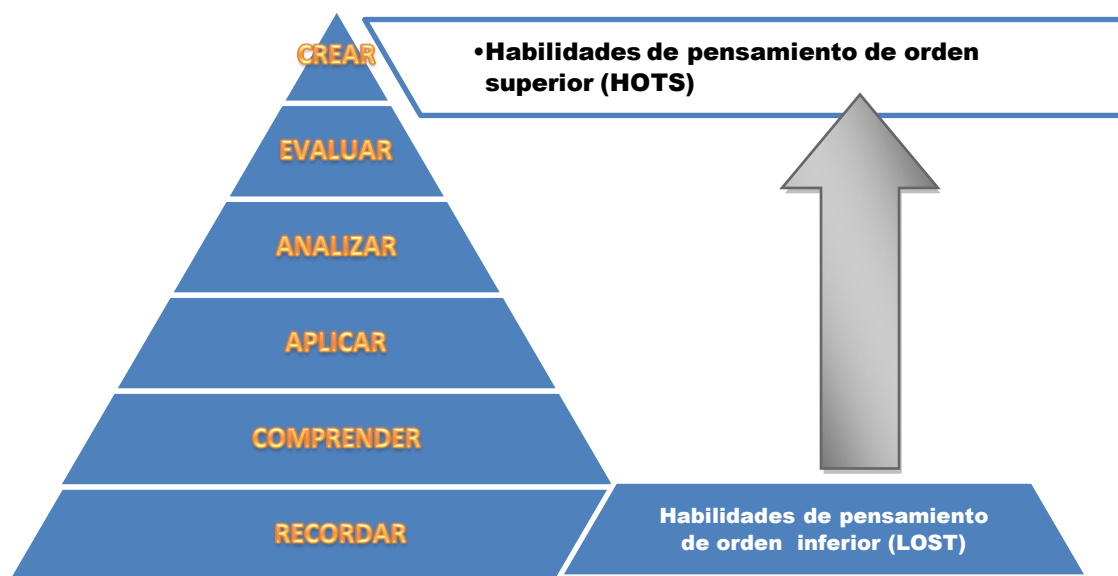 CREAR
•Habilidades de pensamiento de orden
superior (HOTS)
EVALUAR
ANALIZAR
APLICAR
COMPRENDER
RECORDAR
Habilidades de pensamiento
de orden inferior (LOST)